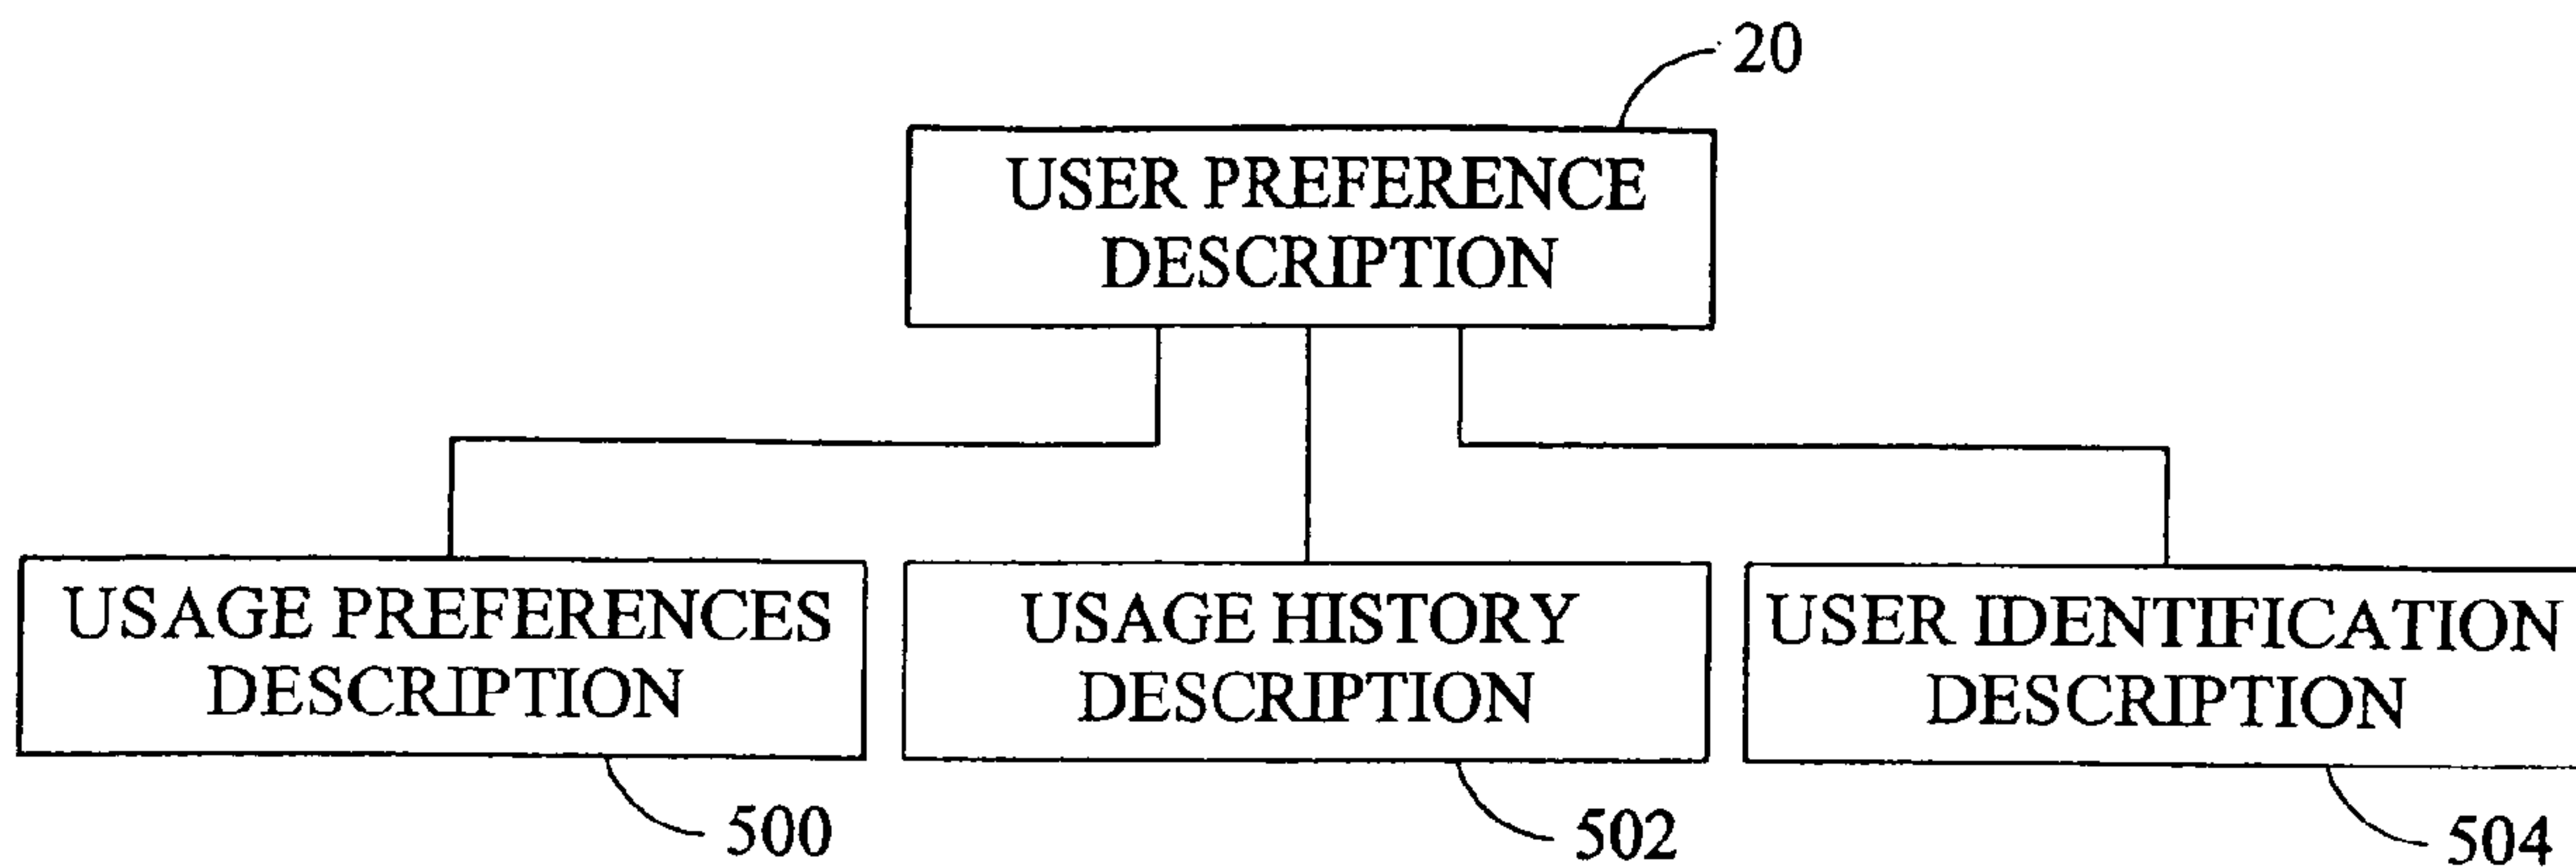 20
USER PREFERENCE
DESCRIPTION
USAGE PREFERENCES
DESCRIPTION
USAGE HISTORY
DESCRIPTION
USER IDENTIFICATION
DESCRIPTION
500
502
504